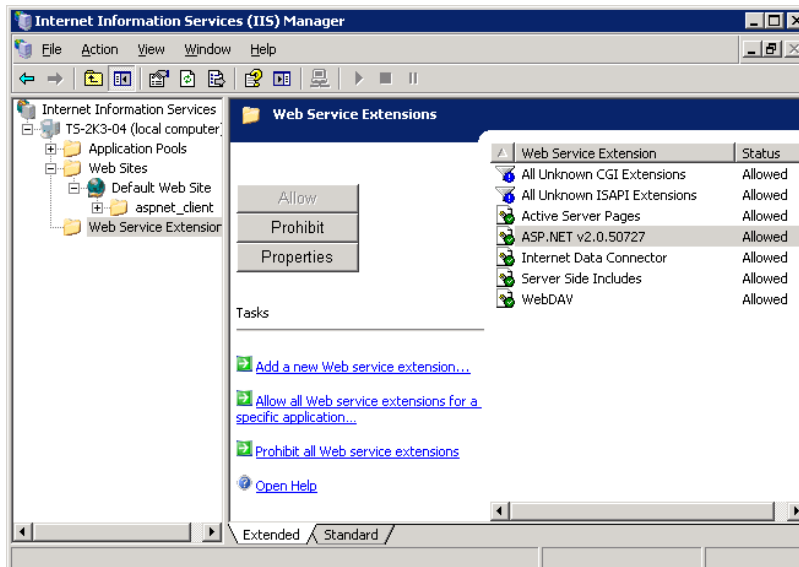 Internet Information Services (IIS) Manager
File Action View Window Help
Internet Information Services
TS-2K3-04 (local computer)
Application Pools
Web Sites
Default Web Site
aspnet_client
Web Service Extension
Web Service Extensions
Allow
Prohibit
Properties
Tasks
Add a new Web service extension...
Allow all Web service extensions for a
specific application...
Prohibit all Web service extensions
Open Help
Web Service Extension Status
All Unknown CGI Extensions Allowed
All Unknown ISAPI Extensions Allowed
Active Server Pages Allowed
ASP.NET v2.0.50727 Allowed
Internet Data Connector Allowed
Server Side Includes Allowed
WebDAV Allowed
Extended Standard